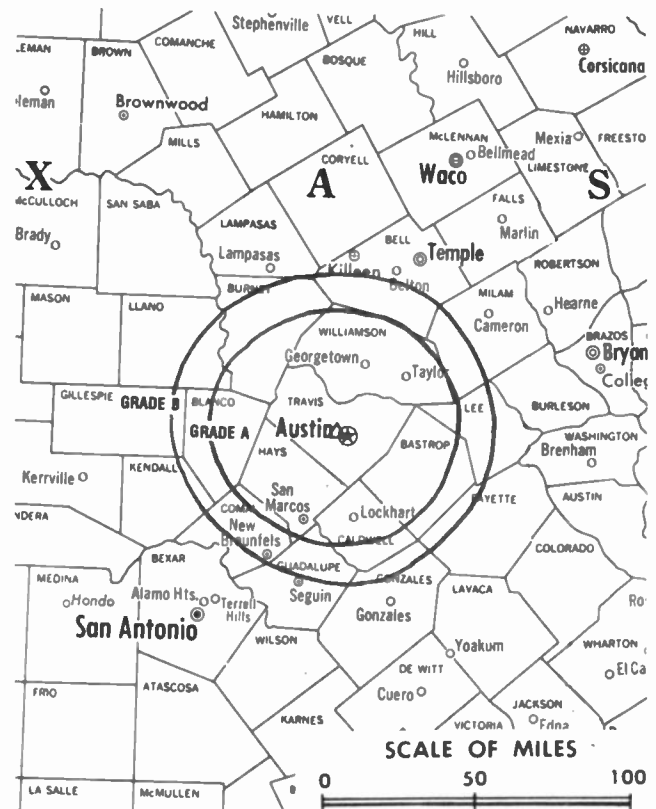 Stephenville
VELL
HILL
NAVARRO
LEMAN
BROWN
COMANCHE
BOSQUE
Hillsboro
Corsicana
leman
Brownwood
HAMILTON
MILLS
McLENNAN
Bellmead
Mexia
FREESTO
CORYELL
Waco
LIMESTONE
X
A
S
McCULLOCH
SAN SABA
LAMPASAS
FALLS
Marlin
Brady
BELL
Temple
Lampasas
Killeen
Belton
ROBERTSON
MASON
LLANO
BURNET
MILAM
Hearne
Cameron
WILLIAMSON
BRAZOS
Bryan
Georgetown
Taylor
Colleg
GILLESPIE
GRADE B
BLANCO
TRAVIS
LEE
BURLESON
GRADE A
Austin
WASHINGTON
HAYS
BASTROP
Brenham
Kerrville
KENDALL
San
Marcos
FAYETTE
AUSTIN
NDERA
COMAL
New
Braunfels
Lockhart
CALDWELL
COLORADO
BEXAR
GUADALUPE
MEDINA
Seguin
GONZALES
LAVACA
Hondo
Alamo Hts.
Terrell
Hills
Gonzales
Ro
San Antonio
WILSON
Yoakum
WHARTON
El Ca
DE WITT
Cuero
FRIO
ATASCOSA
KARNES
JACKSON
Edna
VICTORIA
SCALE OF MILES
0 50 100
LA SALLE
McMULLEN
B